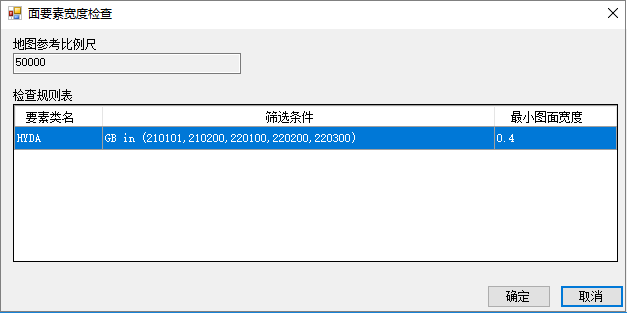 面要素宽度检查
地图参考比例尺
50000
检查规则表
要素类名 筛选条件 最小图面宽度
HYDA GB in (210101,210200,220100,220200,220300) 0.4
确定 取消